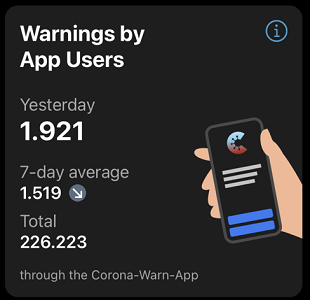 Warnings by
App Users
Yesterday
1.921
7-day average
1.519
Total
226.223
through the Corona-Warn-App